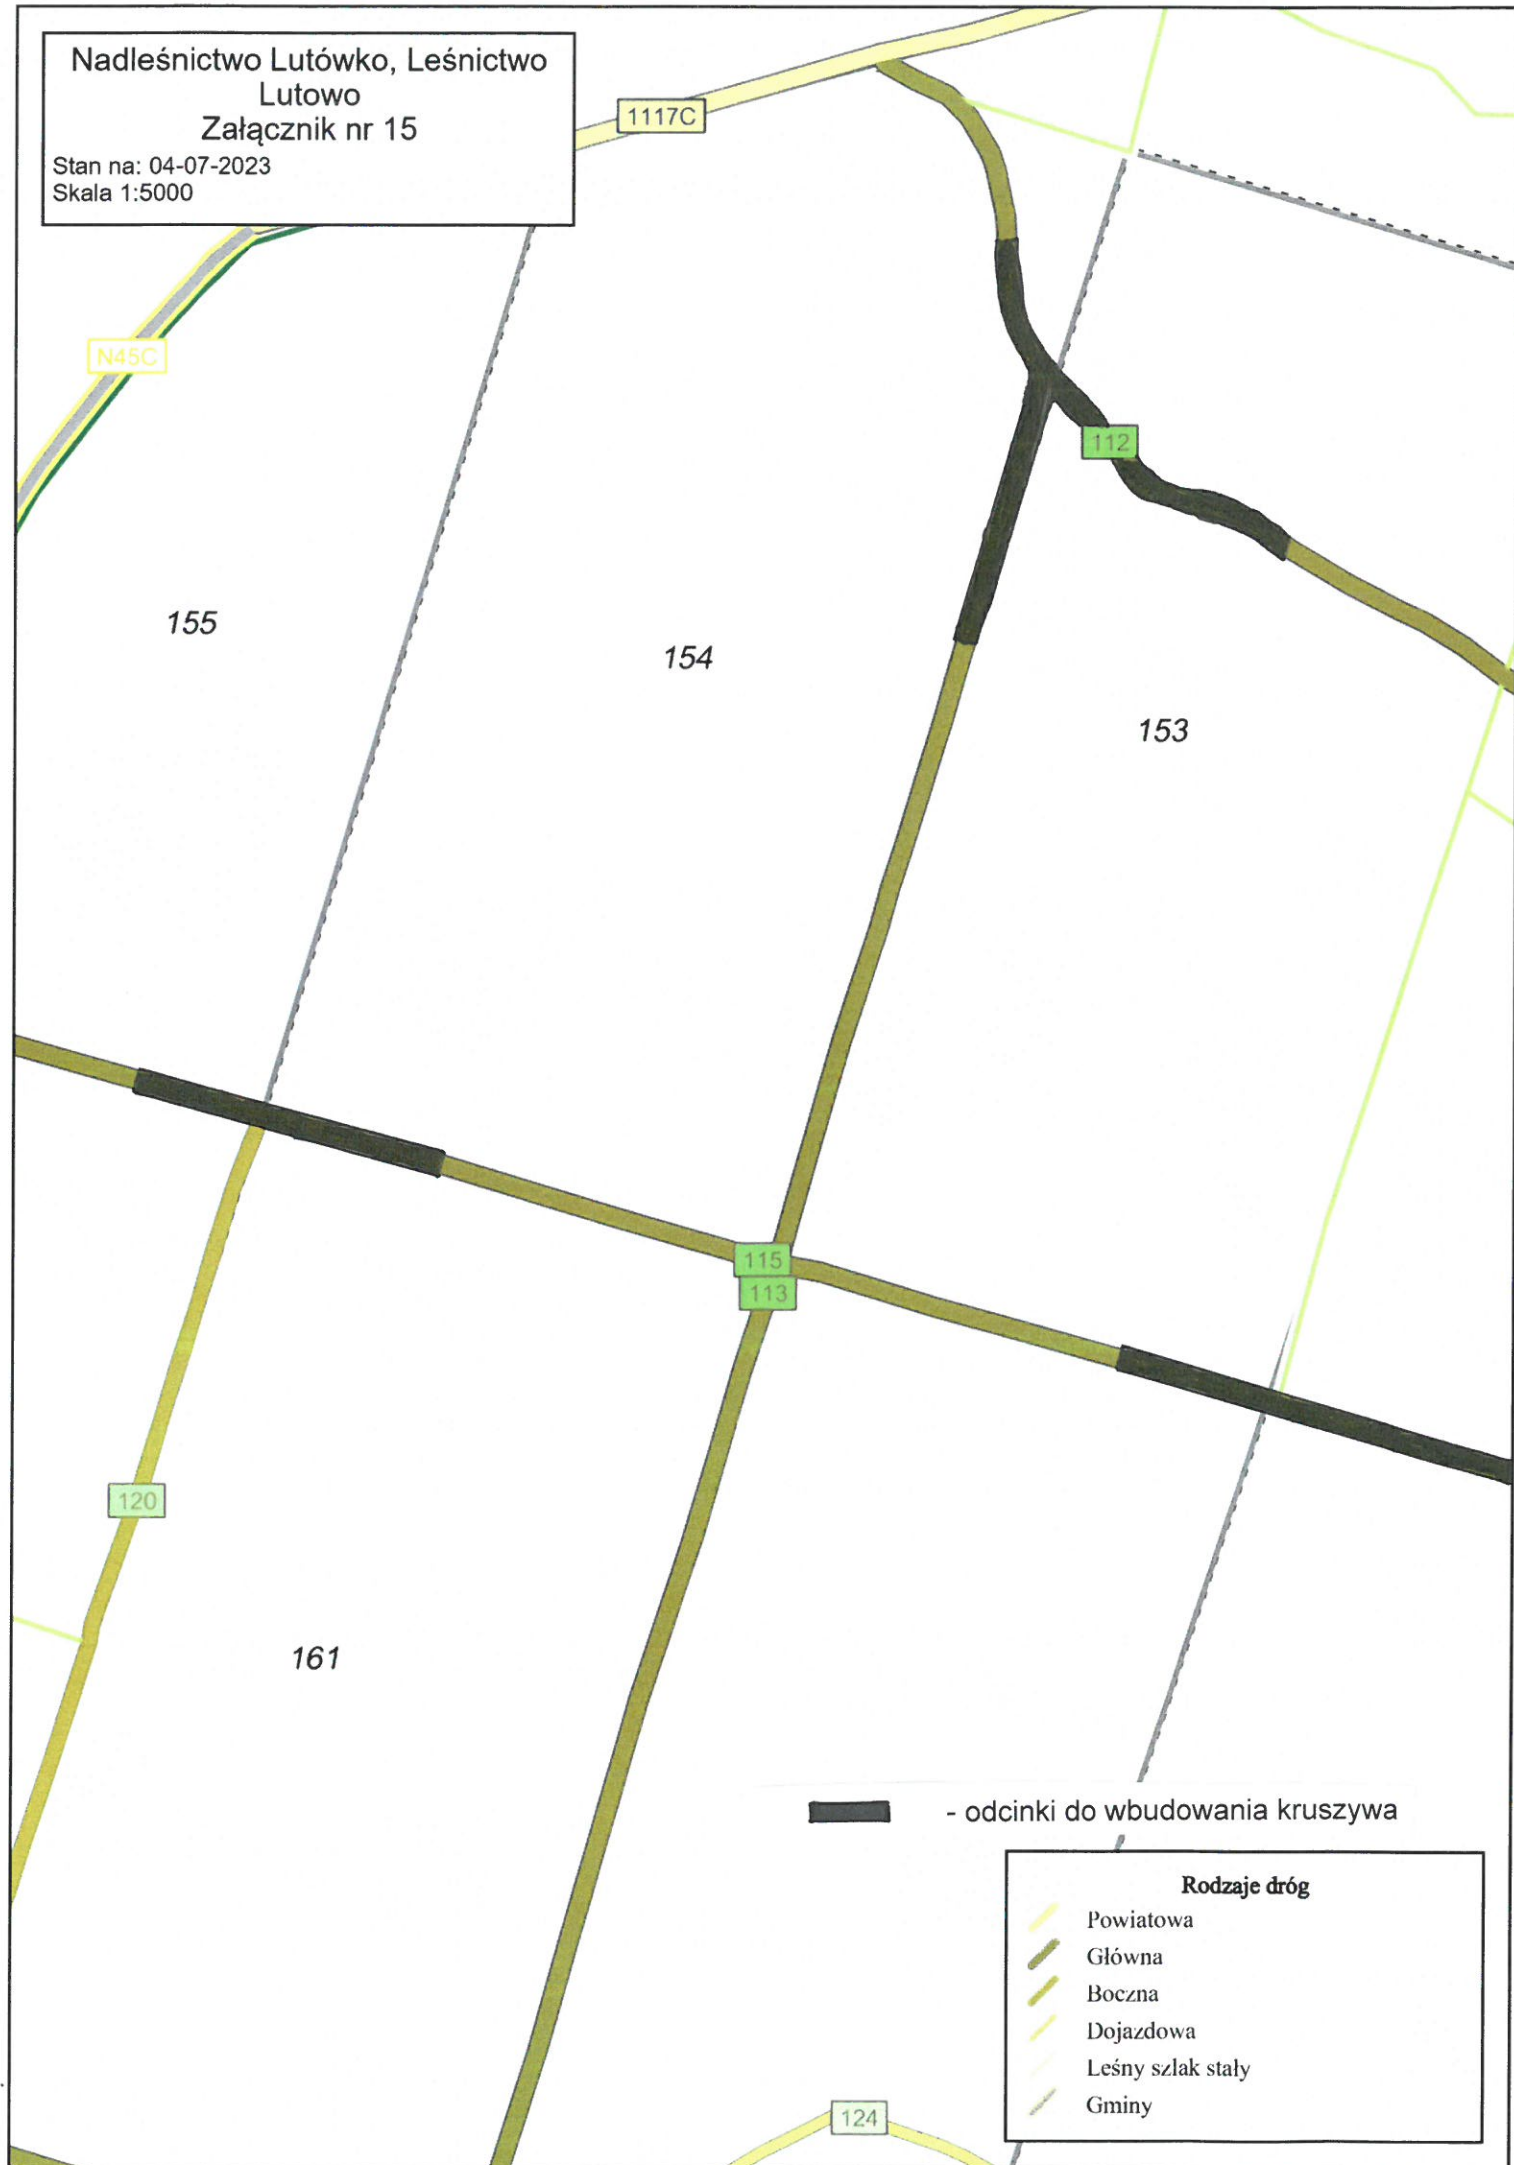 Nadleśnictwo Lutówko, Leśnictwo
Lutowo
Załącznik nr 15
Stan na: 04-07-2023
Skala 1:5000
1117C
N45C
112
155
154
153
115
113
120
161
- odcinki do wbudowania kruszywa
Rodzaje dróg
Powiatowa
Główna
Boczna
Dojazdowa
Leśny szlak stały
Gminy
124